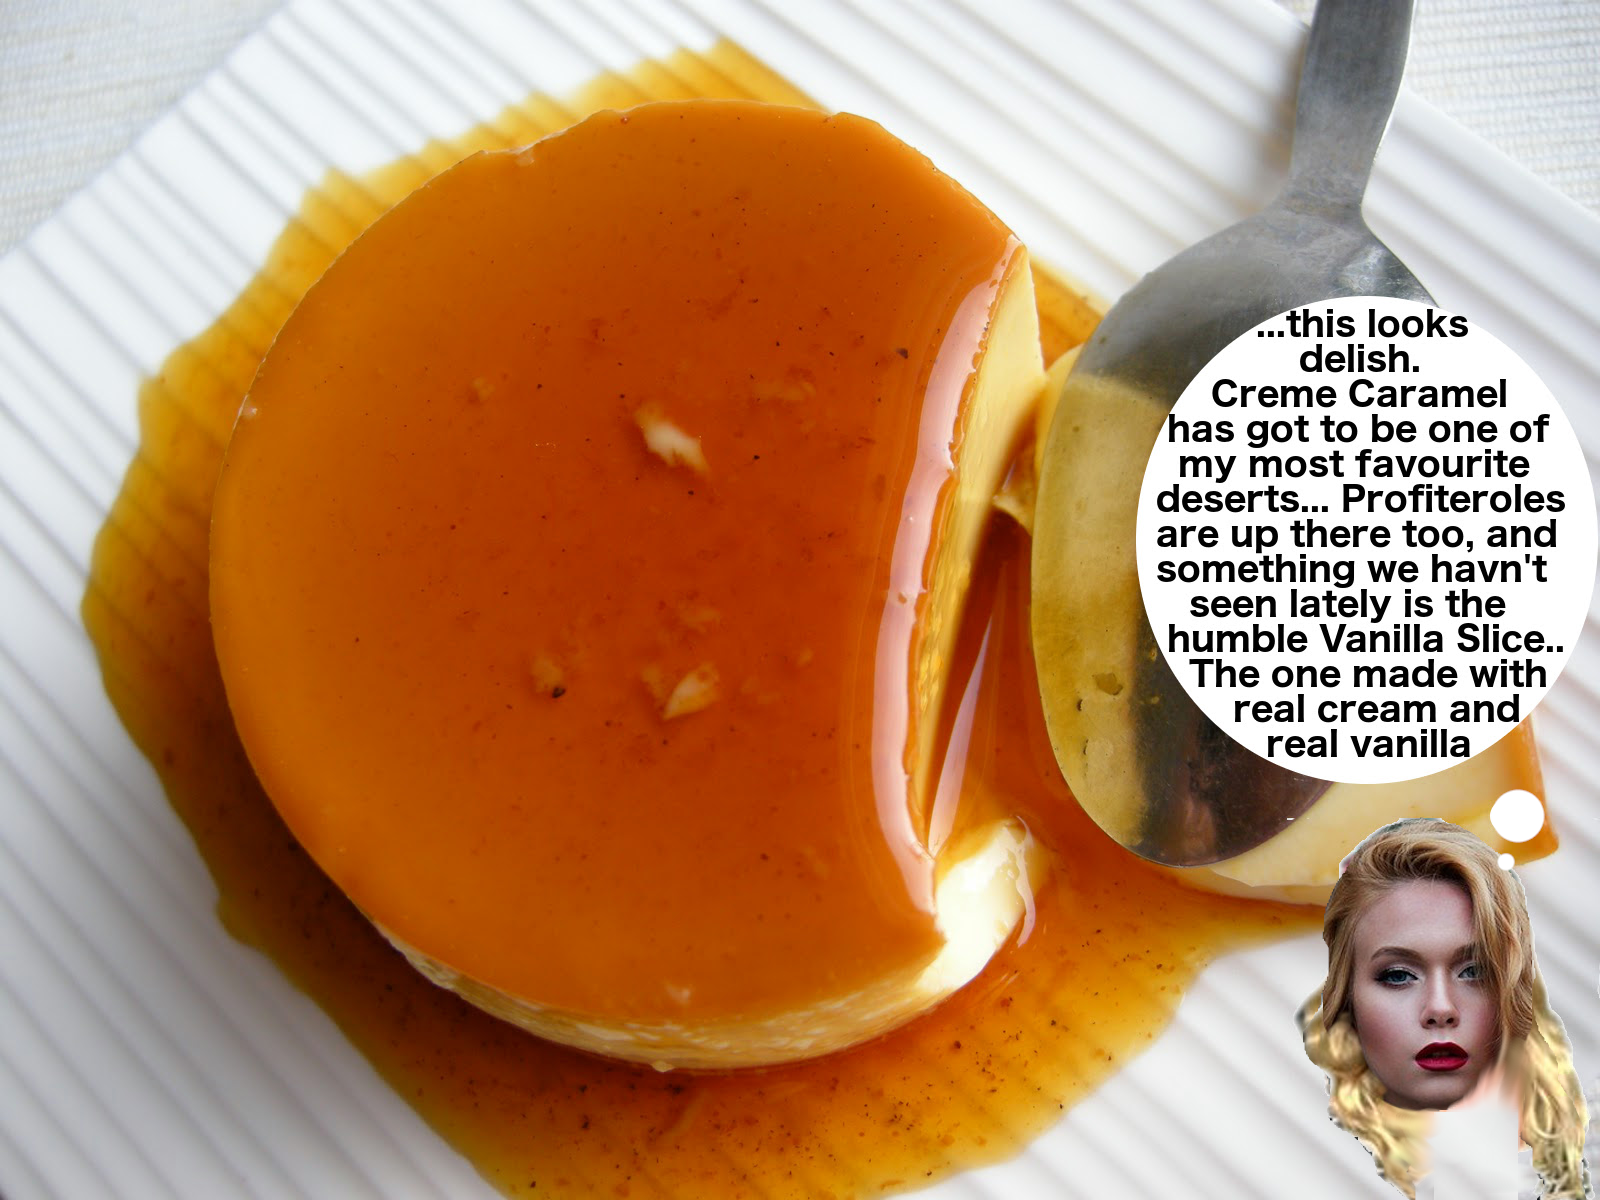 ...this looks
delish.
Creme Caramel
has got to be one of
my most favourite
deserts... Profiteroles
are up there too, and
something we havn't
seen lately is the
humble Vanilla Slice..
The one made with
real cream and
real vanilla